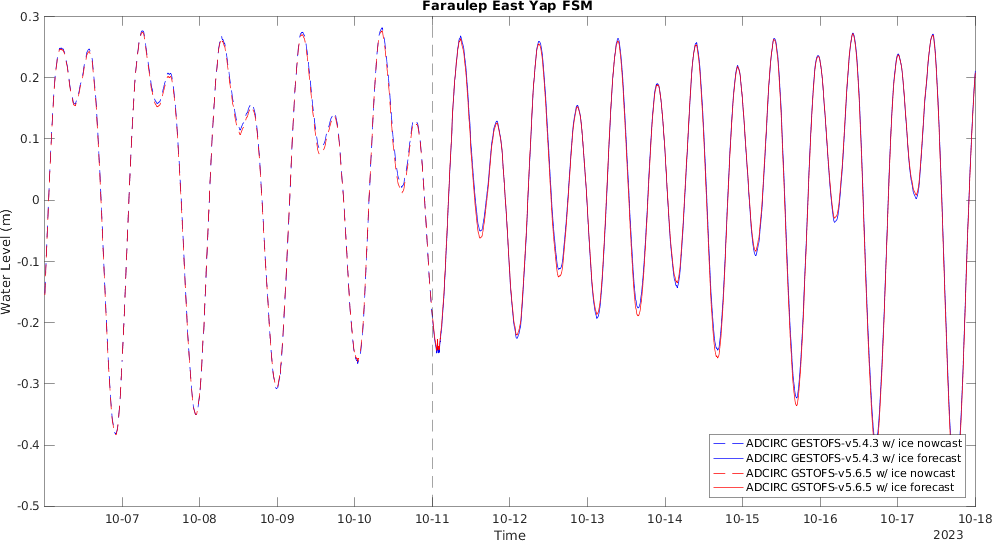 Faraulep East Yap FSM
0.3
0.2
0.1
0
-0.1
-0.2
-0.3
-0.4
-0.5
Water Level (m)
ADCIRC GESTOFS-v5.4.3 w/ ice nowcast
ADCIRC GESTOFS-v5.4.3 w/ ice forecast
ADCIRC GSTOFS-v5.6.5 w/ ice nowcast
ADCIRC GSTOFS-v5.6.5 w/ ice forecast
10-07 10-08 10-09 10-10 10-11 10-12 10-13 10-14 10-15 10-16 10-17 10-18
Time
2023